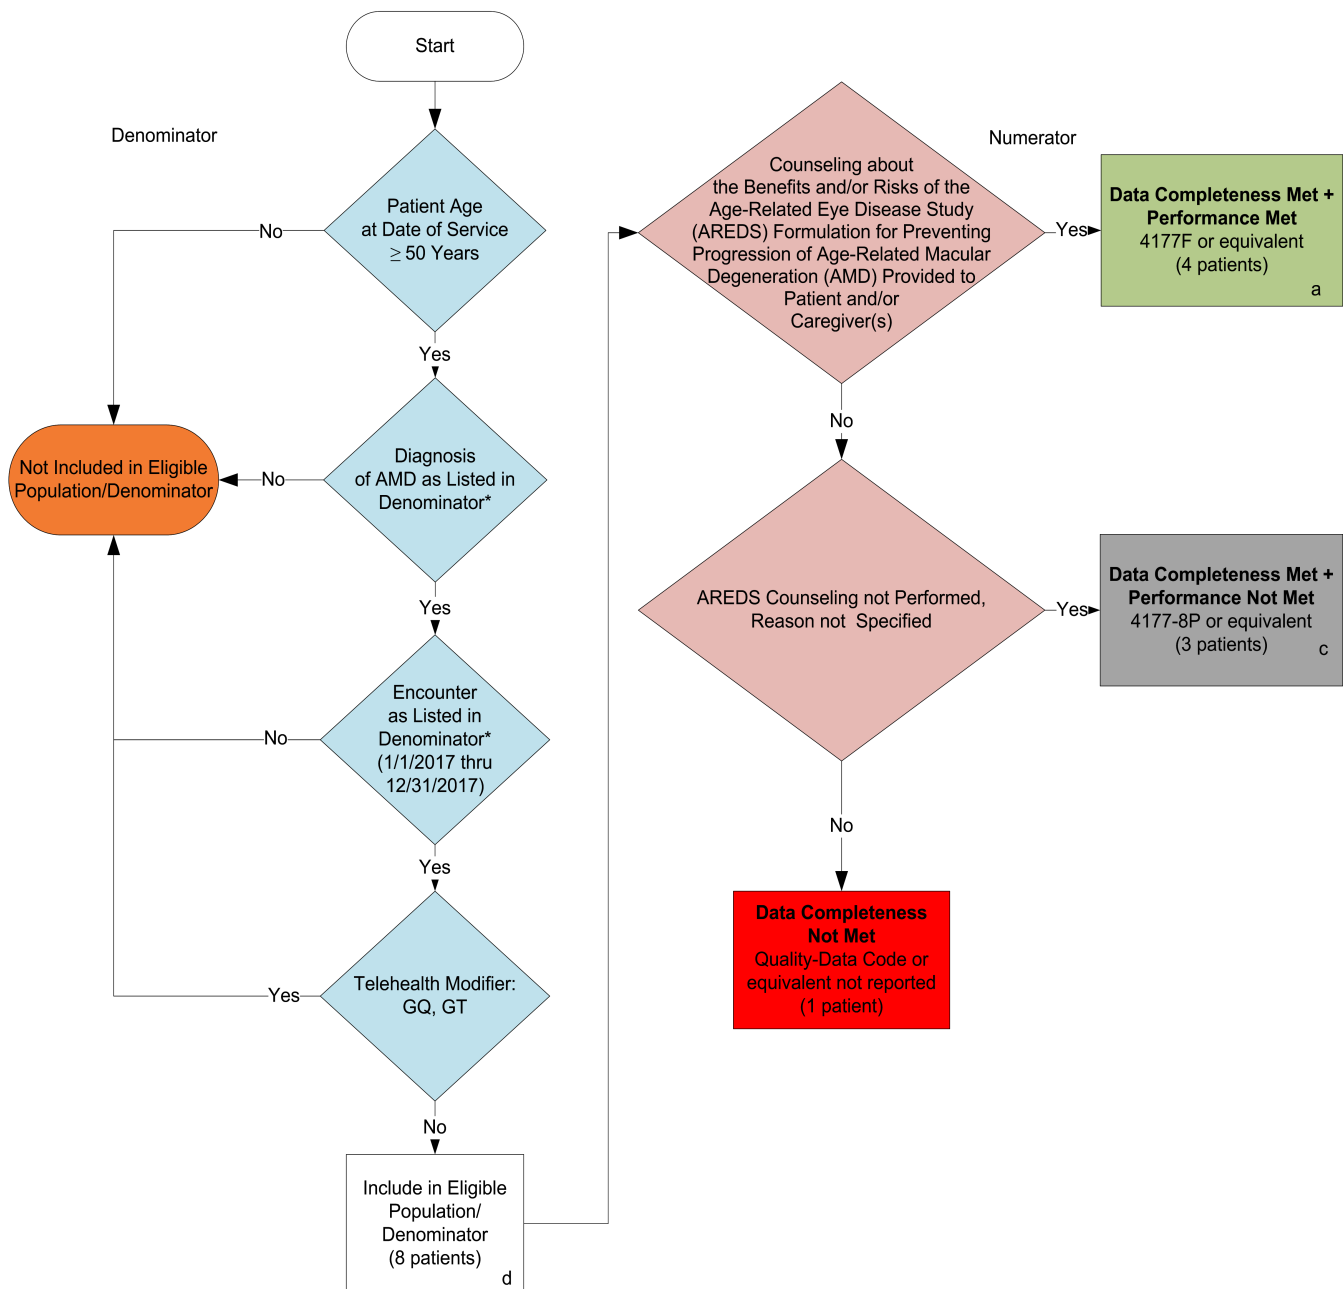 Start
Denominator
Patient Age
at Date of Service
≥ 50 Years
No
Yes
Diagnosis
of AMD as Listed in
Denominator*
No
Not Included in Eligible
Population/Denominator
Yes
Encounter
as Listed in
Denominator*
(1/1/2017 thru
12/31/2017)
No
Yes
Telehealth Modifier:
GQ, GT
Yes
No
Include in Eligible
Population/
Denominator
(8 patients)
d
Numerator
Counseling about
the Benefits and/or Risks of the
Age-Related Eye Disease Study
(AREDS) Formulation for Preventing
Progression of Age-Related Macular
Degeneration (AMD) Provided to
Patient and/or
Caregiver(s)
Yes
Data Completeness Met +
Performance Met
4177F or equivalent
(4 patients)
a
No
AREDS Counseling not Performed,
Reason not Specified
Yes
Data Completeness Met +
Performance Not Met
4177-8P or equivalent
(3 patients)
c
No
Data Completeness
Not Met
Quality-Data Code or
equivalent not reported
(1 patient)